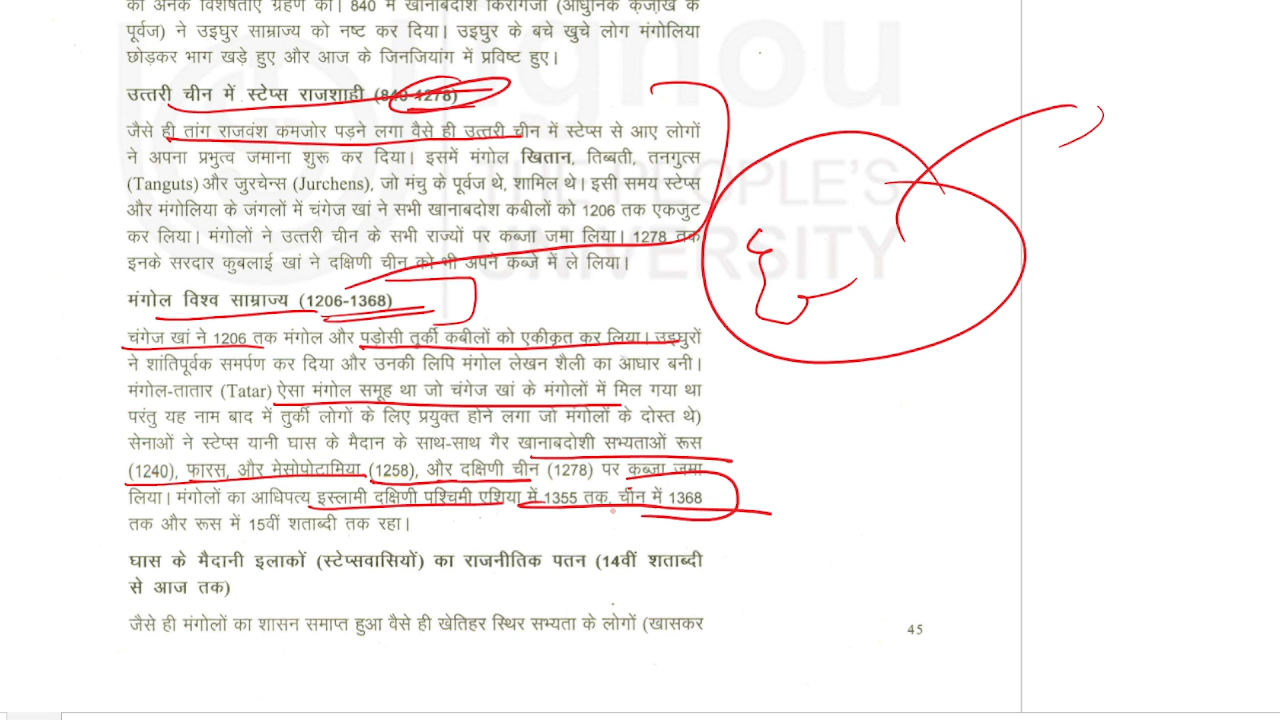 की अनेक विशेषताएं ग्रहण की। 840 में खानाबदोश किरगिजों (आधुनिक कज़ाख के
पूर्वज) ने उइघुर साम्राज्य को नष्ट कर दिया। उइघुर के बचे खुचे लोग मंगोलिया
छोड़कर भाग खड़े हुए और आज के जिनजियांग में प्रविष्ट हुए।
उत्तरी चीन में स्टेप्स राजशाही (840-1278)
जैसे ही तांग राजवंश कमजोर पड़ने लगा वैसे ही उत्तरी चीन में स्टेप्स से आए लोगों
ने अपना प्रभुत्व जमाना शुरू कर दिया। इसमें मंगोल खितान, तिब्बती, तनगुत्स
(Tanguts) और जुरचेन्स (Jurchens), जो मंचु के पूर्वज थे, शामिल थे। इसी समय स्टेप्स
और मंगोलिया के जंगलों में चंगेज खां ने सभी खानाबदोश कबीलों को 1206 तक एकजुट
कर लिया। मंगोलों ने उत्तरी चीन के सभी राज्यों पर कब्जा जमा लिया। 1278 तक
इनके सरदार कुबलाई खां ने दक्षिणी चीन को भी अपने कब्जे में ले लिया।
मंगोल विश्व साम्राज्य (1206-1368)
चंगेज खां ने 1206 तक मंगोल और पड़ोसी तुर्की कबीलों को एकीकृत कर लिया। उइघुरों
ने शांतिपूर्वक समर्पण कर दिया और उनकी लिपि मंगोल लेखन शैली का आधार बनी।
मंगोल-तातार (Tatar) ऐसा मंगोल समूह था जो चंगेज खां के मंगोलों में मिल गया था
परंतु यह नाम बाद में तुर्की लोगों के लिए प्रयुक्त होने लगा जो मंगोलों के दोस्त थे)
सेनाओं ने स्टेप्स यानी घास के मैदान के साथ-साथ गैर खानाबदोशी सभ्यताओं रूस
(1240), फारस, और मेसोपोटामिया (1258), और दक्षिणी चीन (1278) पर कब्जा जमा
लिया। मंगोलों का आधिपत्य इस्लामी दक्षिणी पश्चिमी एशिया में 1355 तक, चीन में 1368
तक और रूस में 15वीं शताब्दी तक रहा।
घास के मैदानी इलाकों (स्टेप्सवासियों) का राजनीतिक पतन (14वीं शताब्दी
से आज तक)
जैसे ही मंगोलों का शासन समाप्त हुआ वैसे ही खेतिहर स्थिर सभ्यता के लोगों (खासकर
45
ignou
THE PEOPLE'S
UNIVERSITY